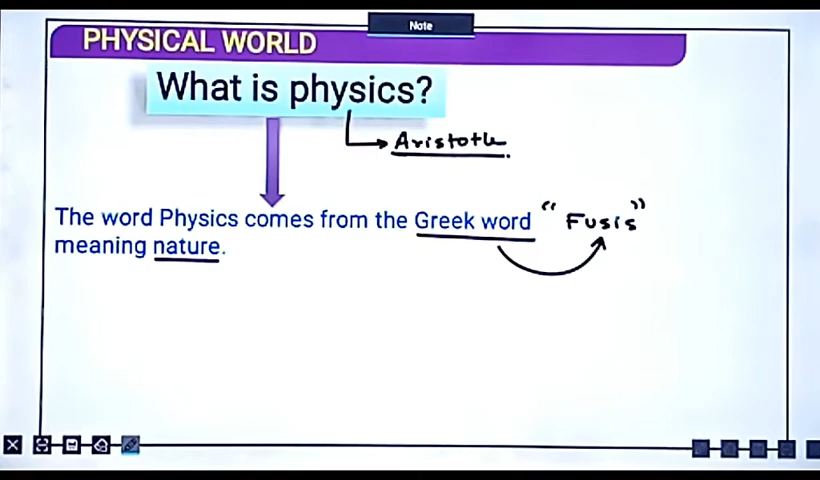 Note
PHYSICAL WORLD
What is physics?
Aristotle
The word Physics comes from the Greek word "Fusis"
meaning nature.